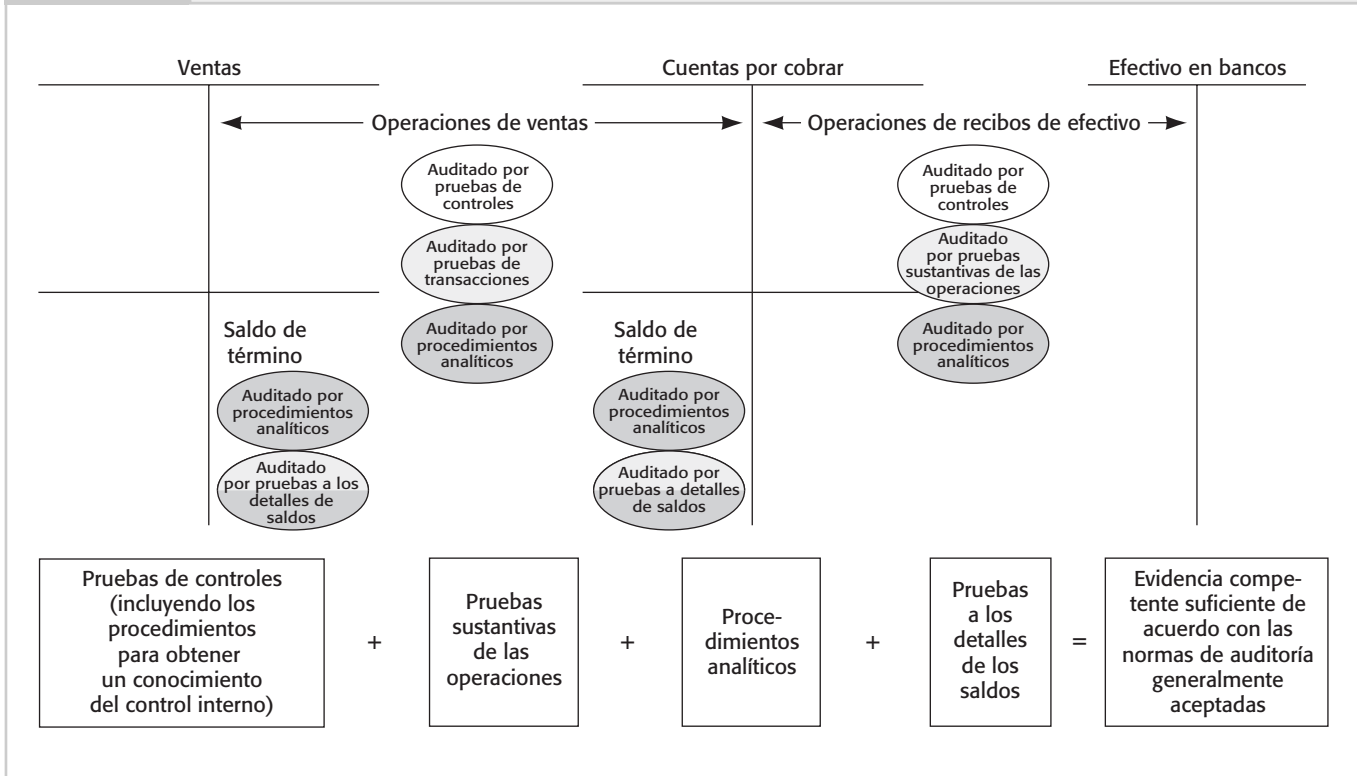 Ventas
Cuentas por cobrar
Efectivo en bancos
Operaciones de ventas
Operaciones de recibos de efectivo
Auditado por
pruebas de
controles
Auditado por
pruebas de
transacciones
Auditado por
procedimientos
analíticos
Auditado por
pruebas de
controles
Auditado
por pruebas
sustantivas de las
operaciones
Auditado por
procedimientos
analíticos
Saldo de
término
Auditado por
procedimientos
analíticos
Auditado
por pruebas a los
detalles de
saldos
Saldo de
término
Auditado por
procedimientos
analíticos
Auditado por
pruebas a detalles
de saldos
Pruebas de controles
(incluyendo los
procedimientos
para obtener
un conocimiento
del control interno)
+
Pruebas
sustantivas
de las
operaciones
+
Proce-
dimientos
analíticos
+
Pruebas
a los
detalles
de los
saldos
=
Evidencia compe-
tente suficiente de
acuerdo con las
normas de auditoría
generalmente
aceptadas